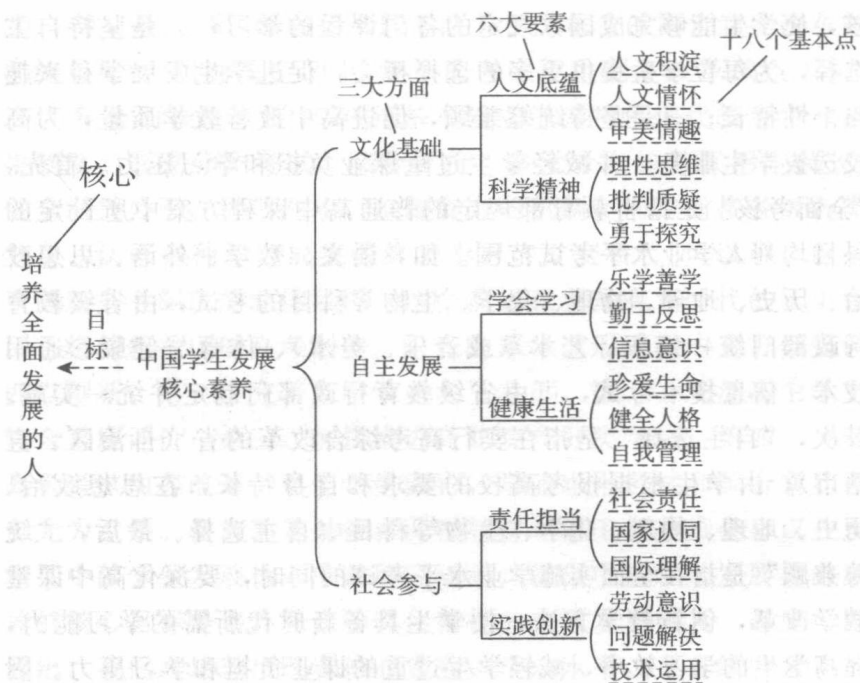 六大要素
十八个基本点
三大方面
核心
培养全面发展的人
目标
中国学生发展
核心素养
文化基础
人文底蕴
人文积淀
人文情怀
审美情趣
科学精神
理性思维
批判质疑
勇于探究
自主发展
学会学习
乐学善学
勤于反思
信息意识
健康生活
珍爱生命
健全人格
自我管理
社会参与
责任担当
社会责任
国家认同
国际理解
实践创新
劳动意识
问题解决
技术运用